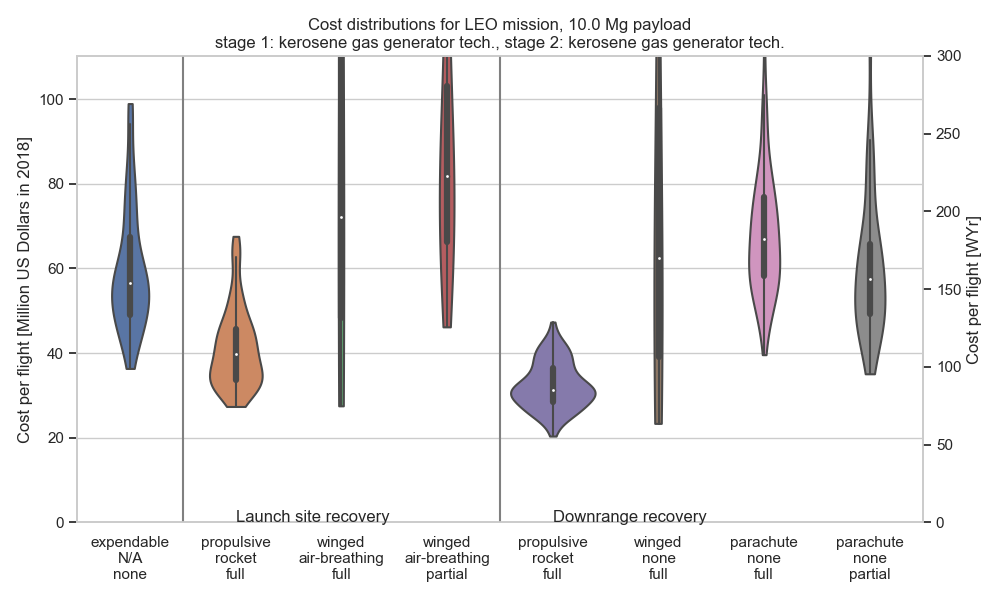 Cost distributions for LEO mission, 10.0 Mg payload
stage 1: kerosene gas generator tech., stage 2: kerosene gas generator tech.
Cost per flight [Million US Dollars in 2018]
100
80
60
40
20
0
300
250
200
150
100
50
0
Cost per flight [WYr]
Launch site recovery
Downrange recovery
expendable
N/A
none
propulsive
rocket
full
winged
air-breathing
full
winged
air-breathing
partial
propulsive
rocket
full
winged
none
full
parachute
none
full
parachute
none
partial